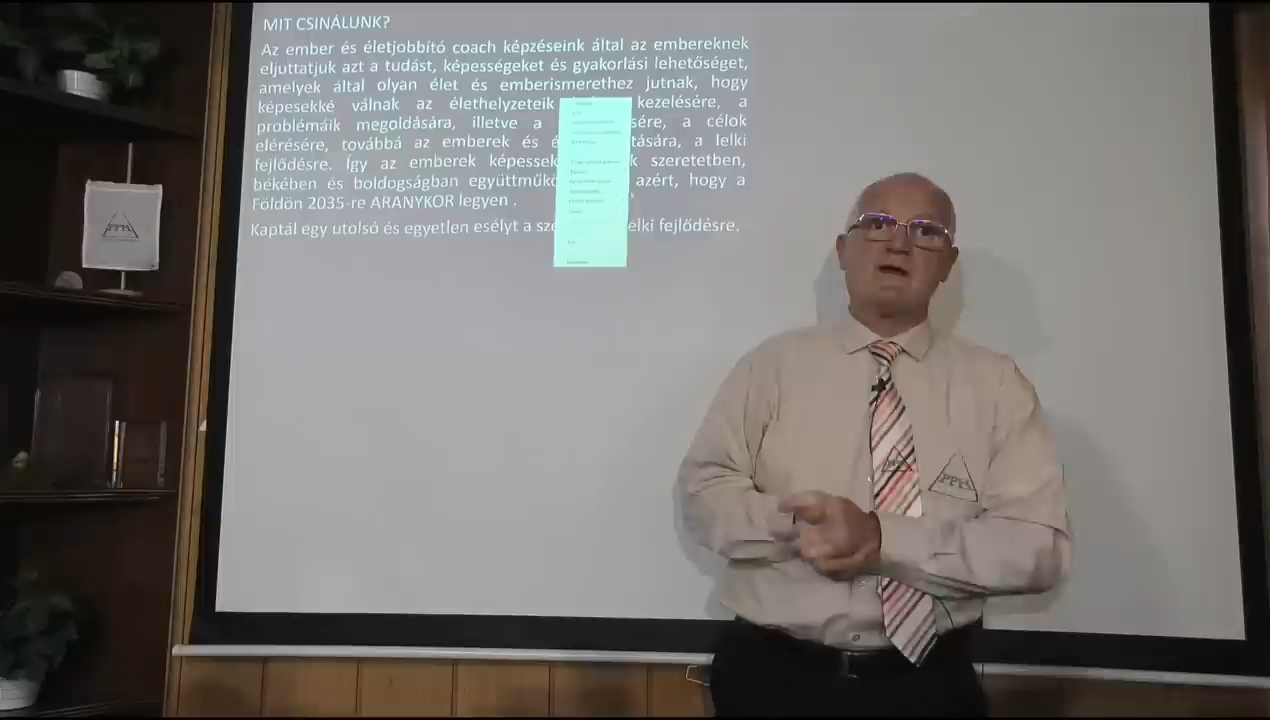 MIT CSINÁLUNK?
Az ember és életjobbító coach képzéseink által az embereknek
eljuttatjuk azt a tudást, képességeket és gyakorlási lehetőséget,
amelyek által olyan élet és emberismerethez jutnak, hogy
képesekké válnak az élethelyzeteik kezelésére, a
problémáik megoldására, illetve a sére, a célok
elérésére, továbbá az emberek és é tására, a lelki
fejlődésre. Így az emberek képessek k szeretetben,
békében és boldogságban együttműkö azért, hogy a
Földön 2035-re ARANYKOR legyen .
Kaptál egy utolsó és egyetlen esélyt a sze elki fejlődésre.